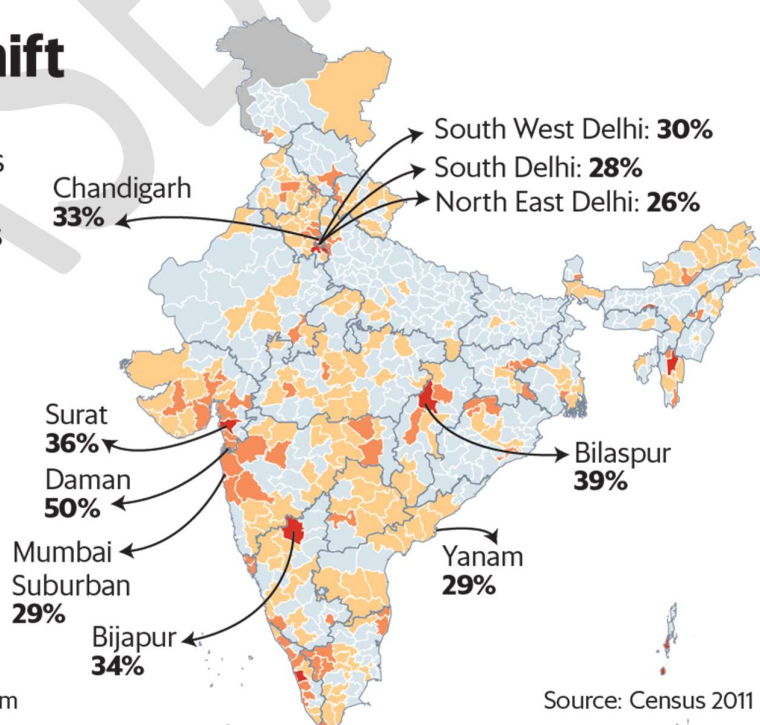 ift
s
s
Chandigarh
33%
South West Delhi: 30%
South Delhi: 28%
North East Delhi: 26%
Surat
36%
Daman
50%
Mumbai
Suburban
29%
Bijapur
34%
Bilaspur
39%
Yanam
29%
m
Source: Census 2011